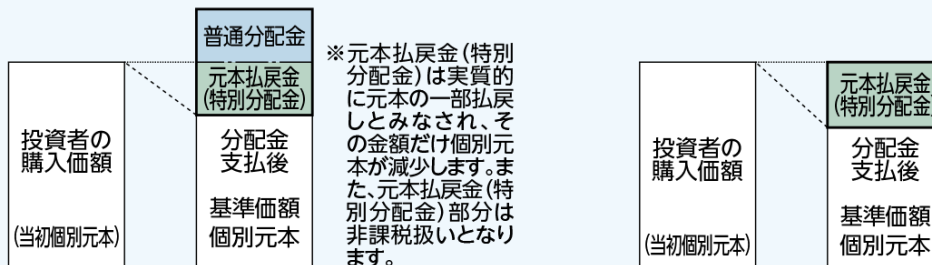 投資者の
購入価額
(当初個別元本)
普通分配金
元本払戻金
(特別分配金)
分配金
支払後
基準価額
個別元本
※元本払戻金(特別
分配金)は実質的
に元本の一部払戻
しとみなされ、そ
の金額だけ個別元
本が減少します。ま
た、元本払戻金(特
別分配金)部分は
非課税扱いとなり
ます。
投資者の
購入価額
(当初個別元本)
元本払戻金
(特別分配金
分配金
支払後
基準価額
個別元本